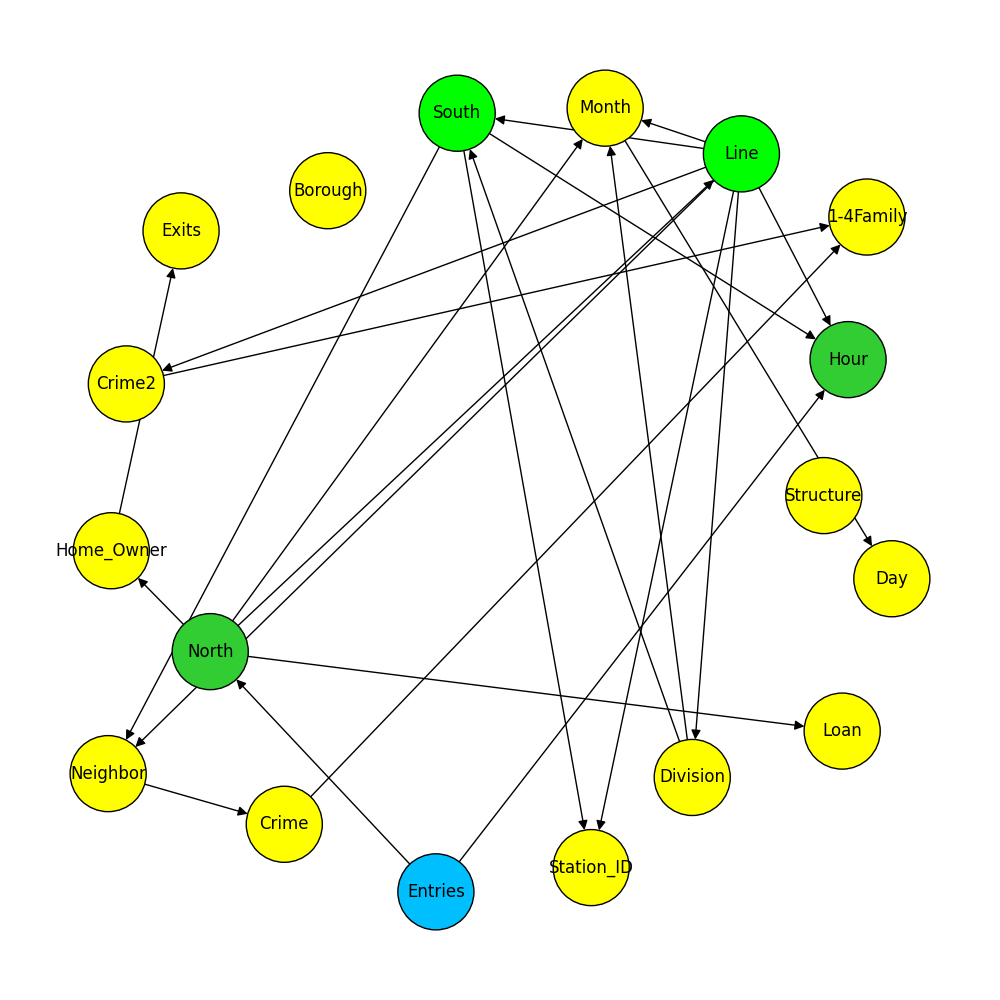 Month
South
Line
Borough
1-4Family
Exits
Hour
Crime2
Structure
Home_Owner
Day
North
Loan
Neighbor
Division
Crime
Station_ID
Entries